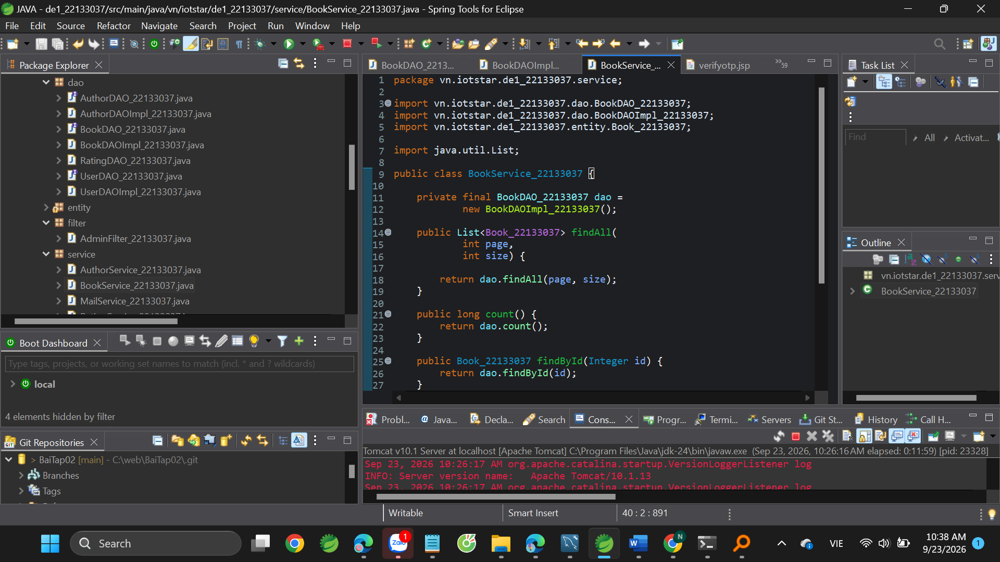 JAVA - de1_22133037/src/main/java/vn/iotstar/de1_22133037/service/BookService_22133037.java - Spring Tools for Eclipse
File Edit Source Refactor Navigate Search Project Run Window Help
Package Explorer
dao
AuthorDAO_22133037.java
AuthorDAOImpl_22133037.java
BookDAO_22133037.java
BookDAOImpl_22133037.java
RatingDAO_22133037.java
UserDAO_22133037.java
UserDAOImpl_22133037.java
entity
filter
AdminFilter_22133037.java
service
AuthorService_22133037.java
BookService_22133037.java
MailService_22133037.java
Boot Dashboard
Type tags, projects, or working set names to match (incl. * and ? wildcards)
local
4 elements hidden by filter
Git Repositories
> BaiTap02 [main] - C:\web\BaiTap02\.git
Branches
Tags
BookDAO_2213... BookDAOImpl... BookService_... verifyotp.jsp »59
1 package vn.iotstar.de1_22133037.service;
2
3 import vn.iotstar.de1_22133037.dao.BookDAO_22133037;
4 import vn.iotstar.de1_22133037.dao.BookDAOImpl_22133037;
5 import vn.iotstar.de1_22133037.entity.Book_22133037;
6
7 import java.util.List;
8
9 public class BookService_22133037 {
10
11 private final BookDAO_22133037 dao =
12 new BookDAOImpl_22133037();
13
14 public List<Book_22133037> findAll(
15 int page,
16 int size) {
17
18 return dao.findAll(page, size);
19 }
20
21 public long count() {
22 return dao.count();
23 }
24
25 public Book_22133037 findById(Integer id) {
26 return dao.findById(id);
27 }
Task List
Find All Activat...
Outline
vn.iotstar.de1_22133037.serv
BookService_22133037
Probl... Java... Decla... Search Cons... Progr... Termi... Servers Git St... History Call H...
Tomcat v10.1 Server at localhost [Apache Tomcat] C:\Program Files\Java\jdk-24\bin\javaw.exe (Sep 23, 2026, 10:26:16 AM elapsed: 0:11:59) [pid: 23328]
Sep 23, 2026 10:26:17 AM org.apache.catalina.startup.VersionLoggerListener log
INFO: Server version name: Apache Tomcat/10.1.13
Sep 23, 2026 10:26:17 AM org.apache.catalina.startup.VersionLoggerListener log
Writable Smart Insert 40 : 2 : 891
Search
Zalo 1
N
VIE
10:38 AM
9/23/2026
1